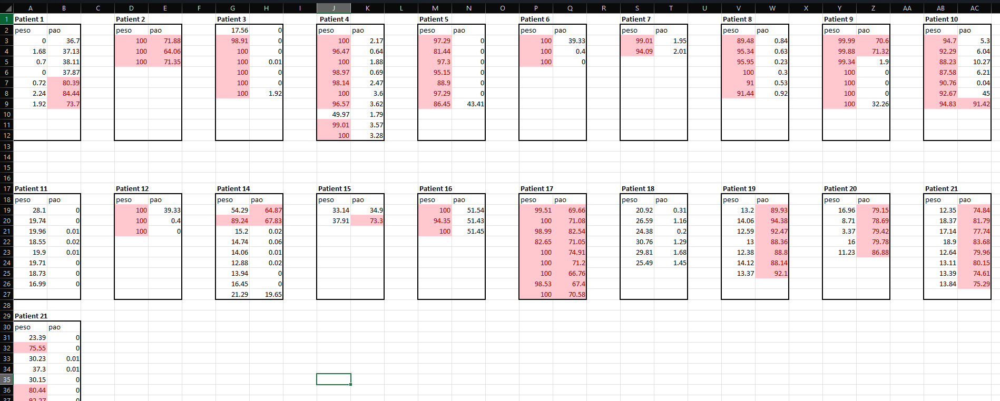 A B C D E F G H I J K L M N O P Q R S T U V W X Y Z AA AB AC
1 Patient 1 Patient 2 Patient 3 Patient 4 Patient 5 Patient 6 Patient 7 Patient 8 Patient 9 Patient 10
2 peso pao peso pao 17.56 0 peso pao peso pao peso pao peso pao peso pao peso pao peso pao
3 0 36.7 100 71.88 98.91 0 100 2.17 97.29 0 100 39.33 99.01 1.95 89.48 0.84 99.99 70.6 94.7 5.3
4 1.68 37.13 100 64.06 100 0 96.47 0.64 81.44 0 100 0.4 94.09 2.01 95.34 0.63 99.88 71.32 92.29 6.04
5 0.7 38.11 100 71.35 100 0.01 100 1.88 97.3 0 100 0 95.95 0.23 99.34 1.9 88.23 10.27
6 0 37.87 100 0 98.97 0.69 95.15 0 100 0.3 100 0 87.58 6.21
7 0.72 80.39 100 0 98.14 2.47 88.9 0 91 0.53 100 0 90.76 0.04
8 2.24 84.44 100 1.92 100 3.6 97.29 0 91.44 0.92 100 0 92.67 45
9 1.92 73.7 96.57 3.62 86.45 43.41 100 32.26 94.83 91.42
10 49.97 1.79
11 99.01 3.57
12 100 3.28
13
14
15
16
17 Patient 11 Patient 12 Patient 14 Patient 15 Patient 16 Patient 17 Patient 18 Patient 19 Patient 20 Patient 21
18 peso pao peso pao peso pao peso pao peso pao peso pao peso pao peso pao peso pao peso pao
19 28.1 0 100 39.33 54.29 64.87 33.14 34.9 100 51.54 99.51 69.66 20.92 0.31 13.2 89.93 16.96 79.15 12.35 74.84
20 19.74 0 100 0.4 89.24 67.83 37.91 73.3 94.35 51.43 100 71.08 26.59 1.16 14.06 94.38 8.71 78.69 18.37 81.79
21 19.96 0.01 100 0 15.2 0.02 100 51.45 98.99 82.54 24.38 0.2 12.59 92.47 3.37 79.42 17.14 77.74
22 18.55 0.02 14.74 0.06 82.65 71.05 30.76 1.29 13 88.36 16 79.78 18.9 83.68
23 19.9 0.01 14.06 0.01 100 74.91 29.81 1.68 12.38 88.8 11.23 86.88 12.64 79.96
24 19.71 0 12.88 0.02 100 71.2 25.49 1.45 14.12 88.14 13.11 80.15
25 18.73 0 13.94 0 100 66.76 13.37 92.1 13.39 74.61
26 16.99 0 16.45 0 98.53 67.4 13.84 75.29
27 21.29 19.65 100 70.58
28
29 Patient 21
30 peso pao
31 23.39 0
32 75.55 0
33 30.23 0.01
34 37.3 0.01
35 30.15 0
36 80.44 0
37 92.27 0